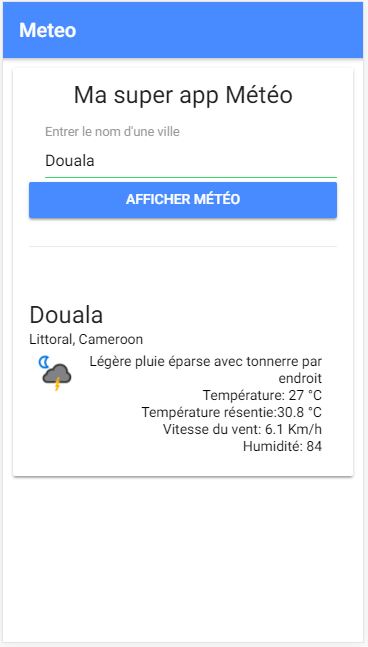 Meteo
Ma super app Météo
Entrer le nom d'une ville
Douala
AFFICHER MÉTÉO
Douala
Littoral, Cameroon
Légère pluie éparse avec tonnerre par
endroit
Température: 27 °C
Température résentie:30.8 °C
Vitesse du vent: 6.1 Km/h
Humidité: 84